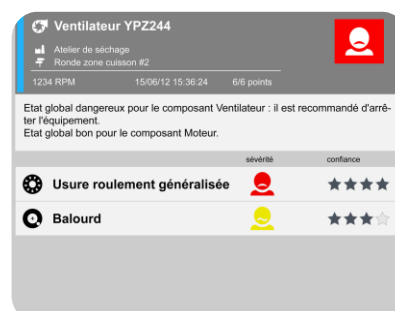 Ventilateur YPZ244
Atelier de séchage
Ronde zone cuisson #2
1234 RPM 15/06/12 15:36:24 6/6 points
Etat global dangereux pour le composant Ventilateur : il est recommandé d'arrê-
ter l'équipement.
Etat global bon pour le composant Moteur.
sévérité confiance
Usure roulement généralisée
Balourd